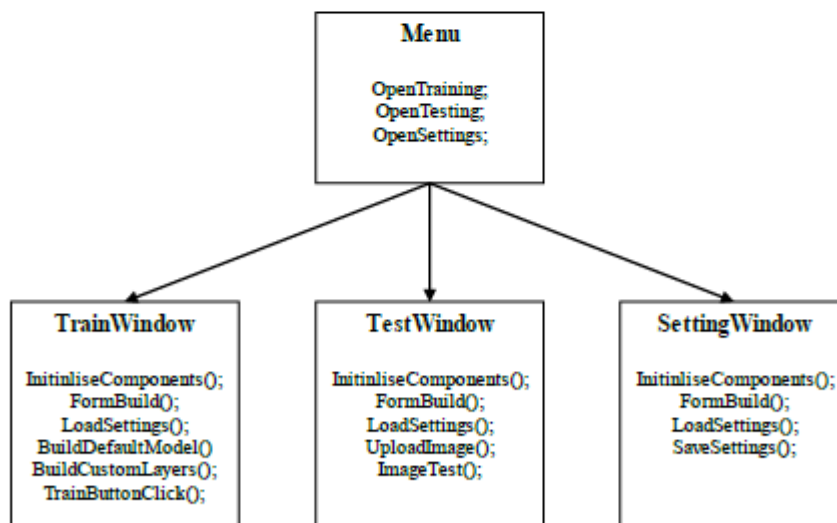 Menu
OpenTraining;
OpenTesting;
OpenSettings;
TrainWindow
InitinliseComponents();
FormBuild();
LoadSettings();
BuildDefaultModel()
BuildCustomLayers();
TrainButtonClick();
TestWindow
InitinliseComponents();
FormBuild();
LoadSettings();
UploadImage();
ImageTest();
SettingWindow
InitinliseComponents();
FormBuild();
LoadSettings();
SaveSettings();